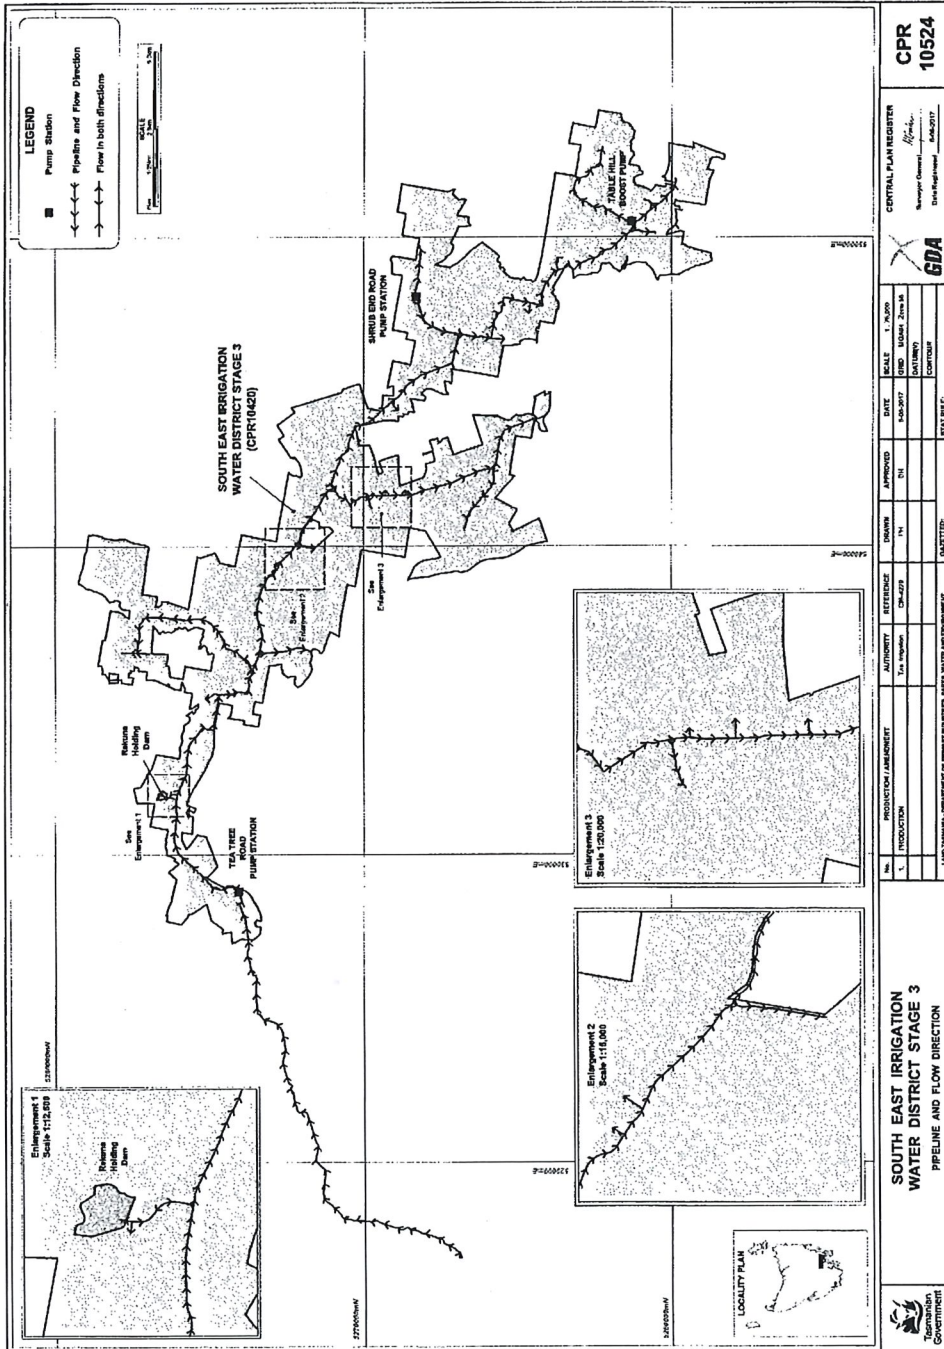 LEGEND
Pump Station
Pipeline and Flow Direction
Flow in both directions
SCALE
SOUTH EAST IRRIGATION
WATER DISTRICT STAGE 3
(CPR10420)
SHRUB END ROAD
PUMP STATION
TABLE HILL
BOOST PUMP
TEA TREE
ROAD
PUMP STATION
Rekuna
Holding
Dam
See
Enlargement 1
See
Enlargement 2
See
Enlargement 3
Enlargement 1
Scale 1:12,500
Rekuna
Holding
Dam
Enlargement 2
Scale 1:15,000
Enlargement 3
Scale 1:20,000
LOCALITY PLAN
Tasmanian
Government
SOUTH EAST IRRIGATION
WATER DISTRICT STAGE 3
PIPELINE AND FLOW DIRECTION
No. PRODUCTION / AMENDMENT AUTHORITY REFERENCE DRAWN APPROVED DATE SCALE
1. PRODUCTION Tas Irrigation
GRID
DATUM(V)
CONTOUR
GDA
CENTRAL PLAN REGISTER
Surveyor General
Date Registered
CPR
10524